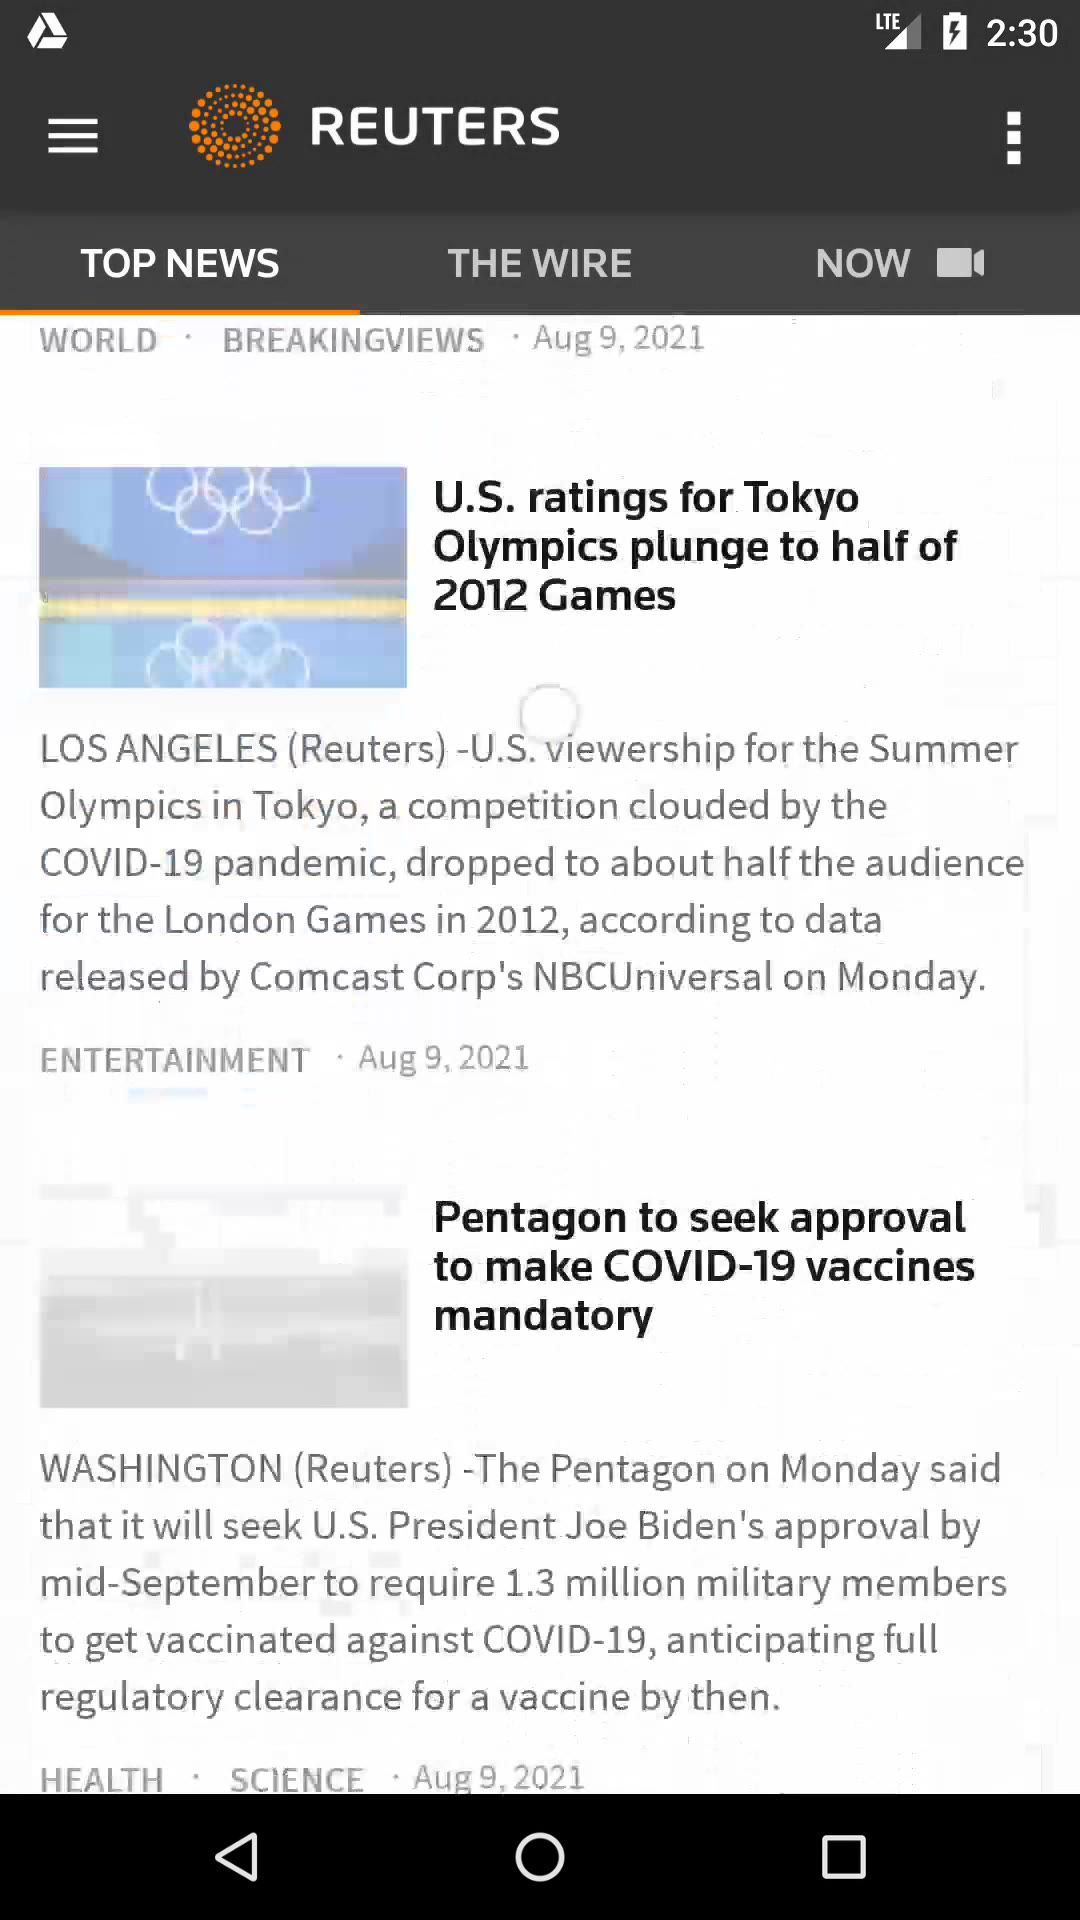 LTE 2:30
REUTERS
TOP NEWS THE WIRE NOW
WORLD · BREAKINGVIEWS · Aug 9, 2021
U.S. ratings for Tokyo
Olympics plunge to half of
2012 Games
LOS ANGELES (Reuters) -U.S. viewership for the Summer
Olympics in Tokyo, a competition clouded by the
COVID-19 pandemic, dropped to about half the audience
for the London Games in 2012, according to data
released by Comcast Corp's NBCUniversal on Monday.
ENTERTAINMENT · Aug 9, 2021
Pentagon to seek approval
to make COVID-19 vaccines
mandatory
WASHINGTON (Reuters) -The Pentagon on Monday said
that it will seek U.S. President Joe Biden's approval by
mid-September to require 1.3 million military members
to get vaccinated against COVID-19, anticipating full
regulatory clearance for a vaccine by then.
HEALTH · SCIENCE · Aug 9, 2021